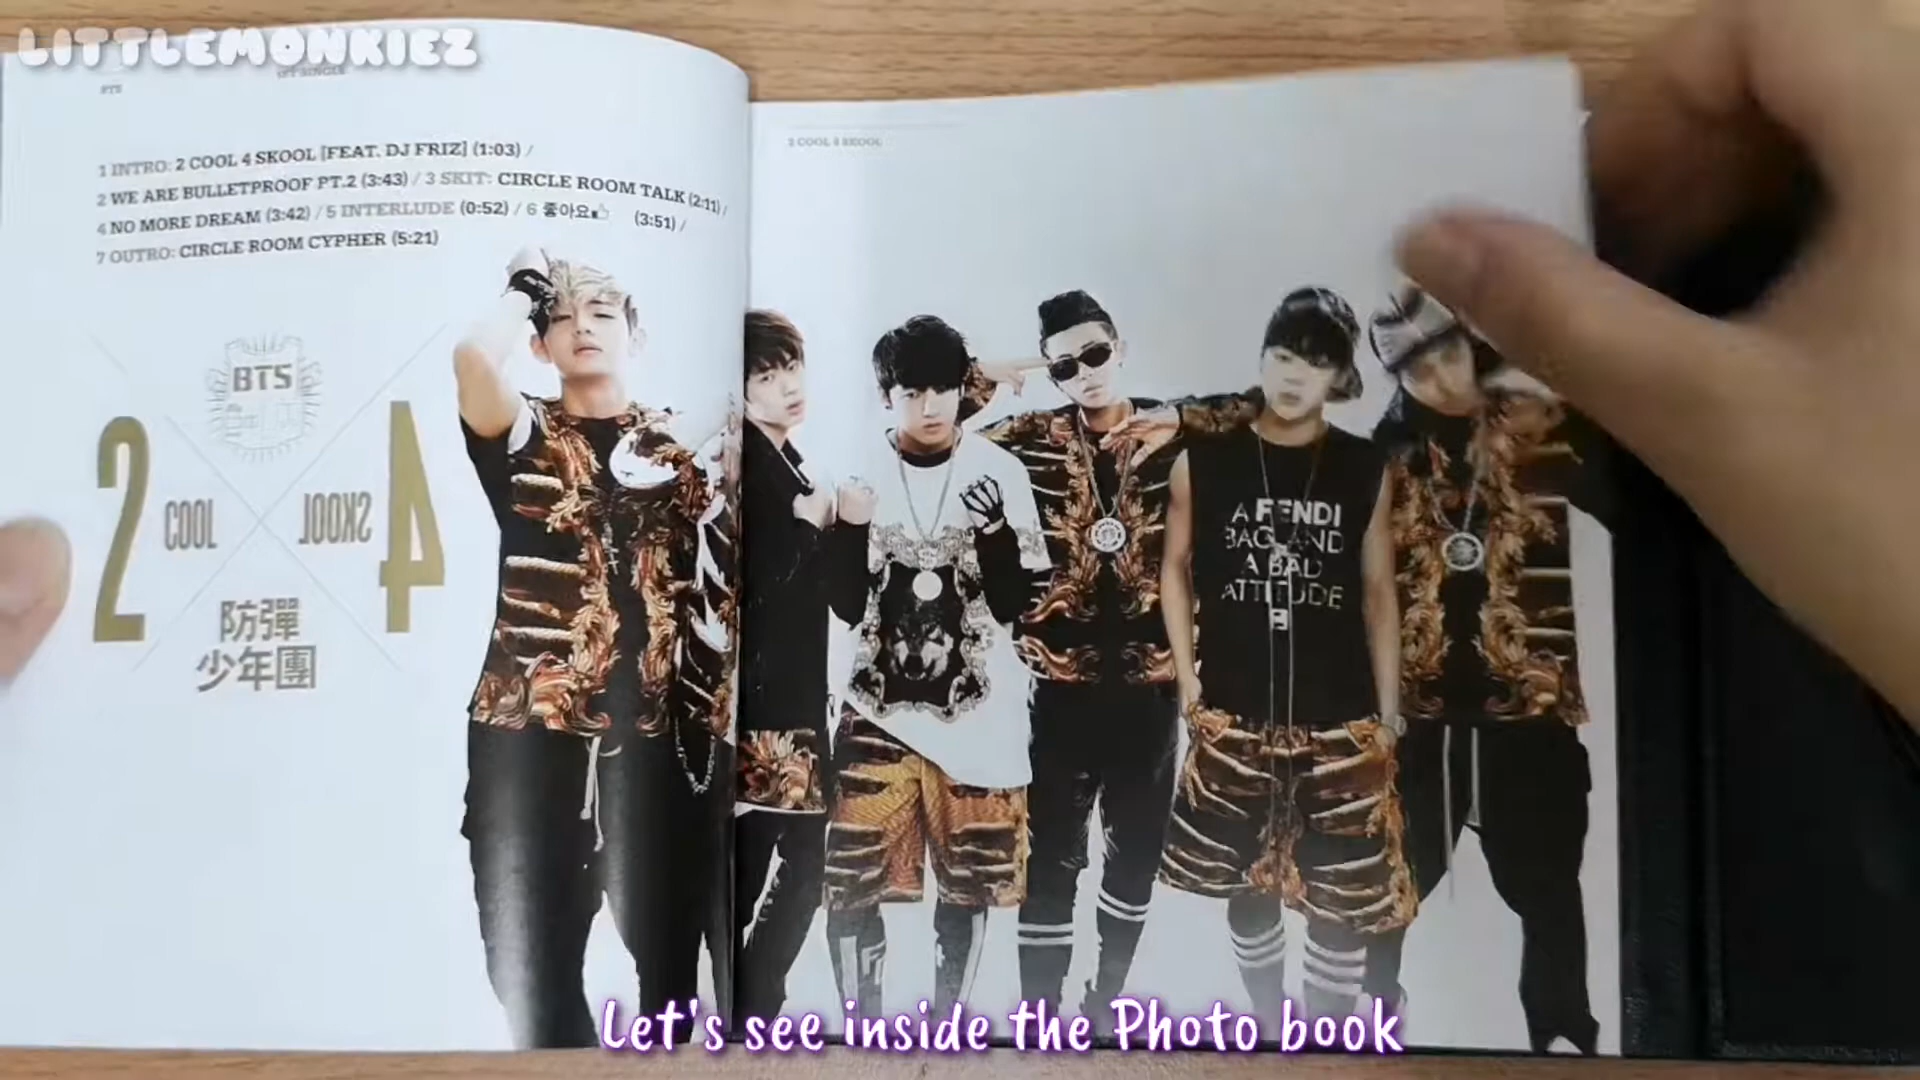 LITTLEMONKIEZ
1ST SINGLE
BTS
1 INTRO: 2 COOL 4 SKOOL [FEAT. DJ FRIZ] (1:03) /
2 WE ARE BULLETPROOF PT.2 (3:43) / 3 SKIT: CIRCLE ROOM TALK (2:11) /
4 NO MORE DREAM (3:42) / 5 INTERLUDE (0:52) / 6 좋아요 (3:51) /
7 OUTRO: CIRCLE ROOM CYPHER (5:21)
BTS
2 COOL 4 SKOOL
防彈
少年團
2 COOL 4 SKOOL
A FENDI
BAG AND
A BAD
ATTITUDE
Let's see inside the Photo book